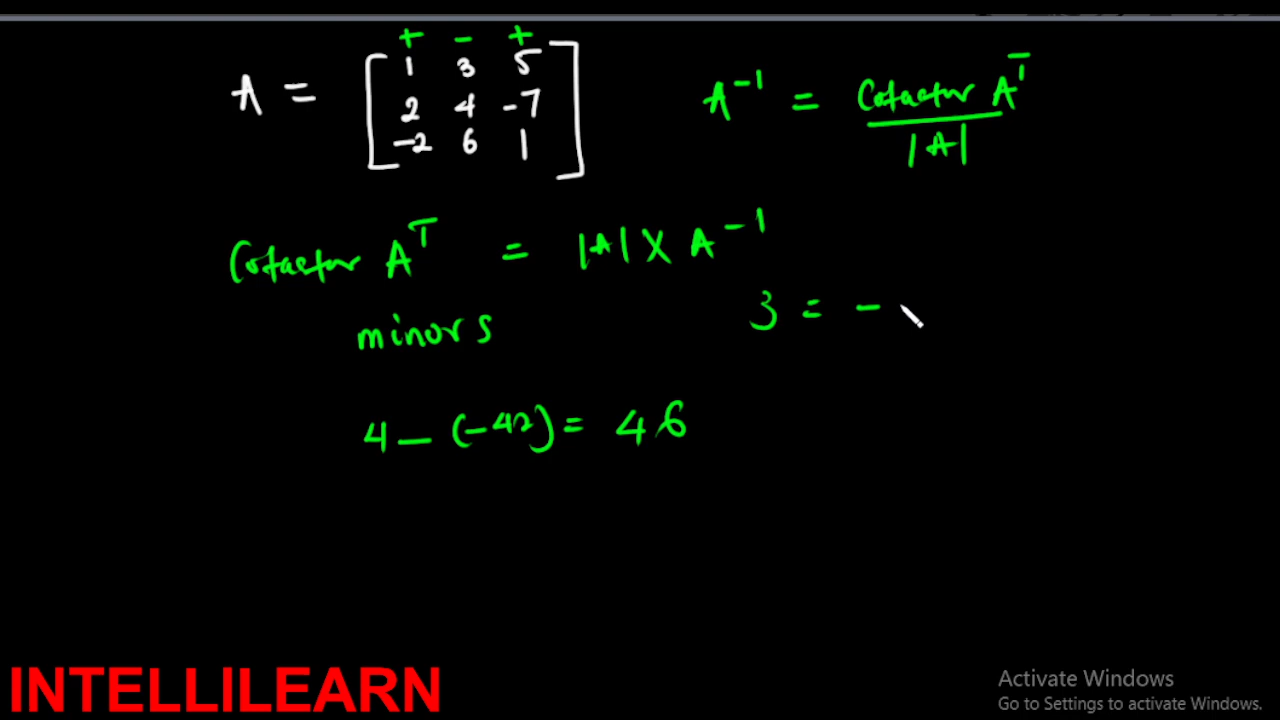 + - +
A = [ 1 3 5
2 4 -7
-2 6 1 ]
A⁻¹ = Cofactor Aᵀ / |A|
Cofactor Aᵀ = |A| X A⁻¹
minors
3 = -
4 - (-42) = 46
INTELLILEARN
Activate Windows
Go to Settings to activate Windows.